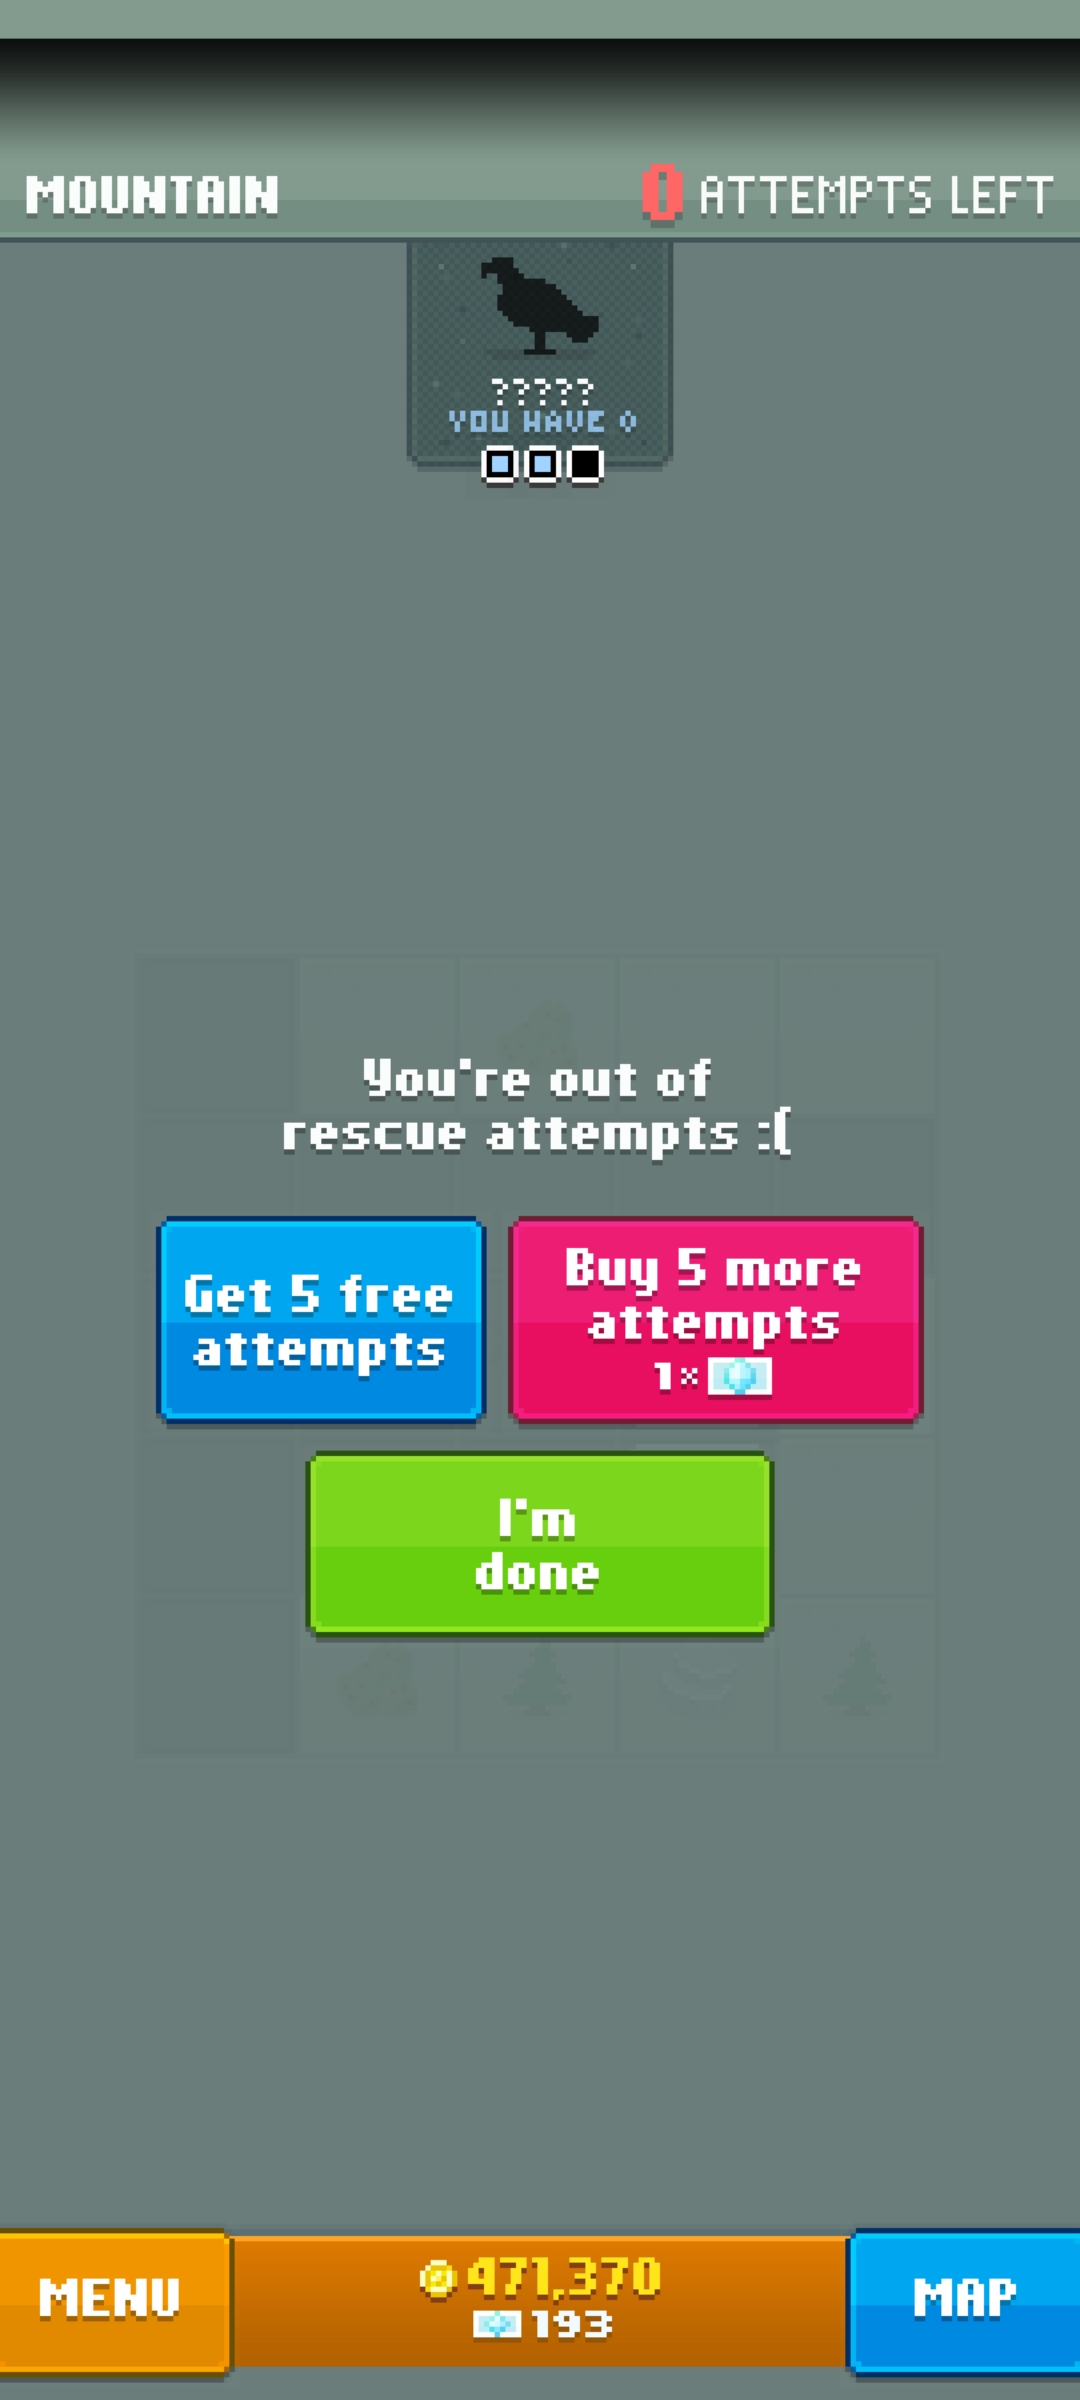 MOUNTAIN
0 ATTEMPTS LEFT
?????
YOU HAVE 0
You're out of
rescue attempts :(
Get 5 free
attempts
Buy 5 more
attempts
1×
I'm
done
MENU
471,370
193
MAP